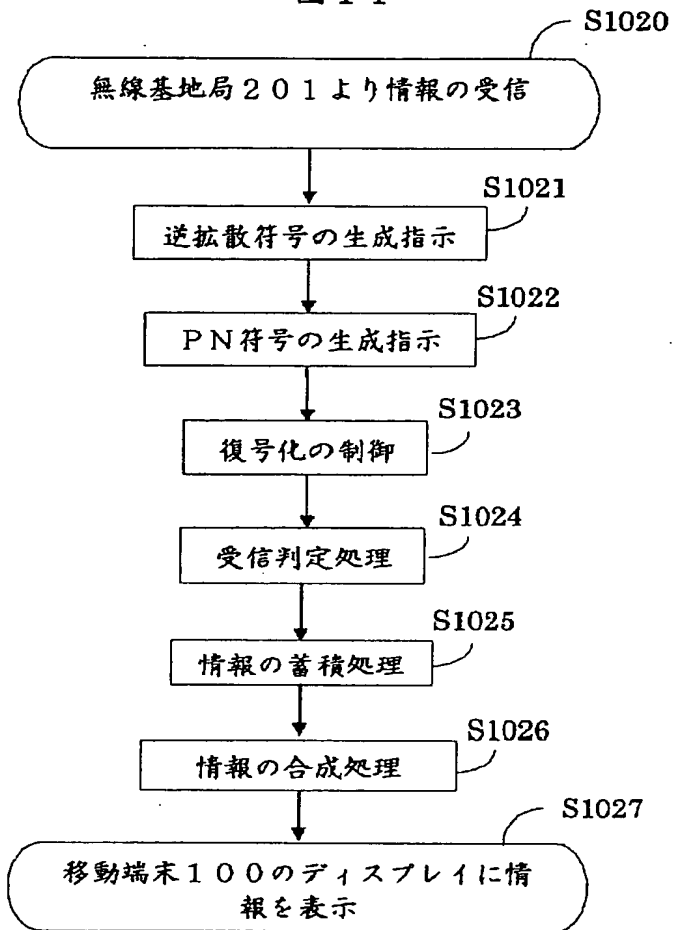 S1020
無線基地局201より情報の受信
S1021
逆拡散符号の生成指示
S1022
PN符号の生成指示
S1023
復号化の制御
S1024
受信判定処理
S1025
情報の蓄積処理
S1026
情報の合成処理
S1027
移動端末100のディスプレイに情
報を表示